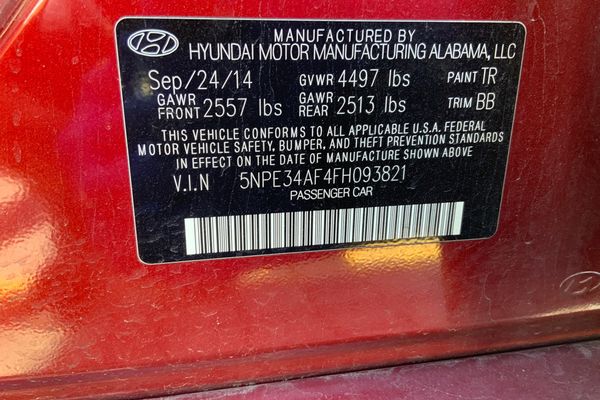 MANUFACTURED BY
HYUNDAI MOTOR MANUFACTURING ALABAMA, LLC
Sep/24/14 GVWR 4497 lbs PAINT TR
GAWR FRONT 2557 lbs GAWR REAR 2513 lbs TRIM BB
THIS VEHICLE CONFORMS TO ALL APPLICABLE U.S.A. FEDERAL
MOTOR VEHICLE SAFETY, BUMPER, AND THEFT PREVENTION STANDARDS
IN EFFECT ON THE DATE OF MANUFACTURE SHOWN ABOVE
V.I.N 5NPE34AF4FH093821
PASSENGER CAR